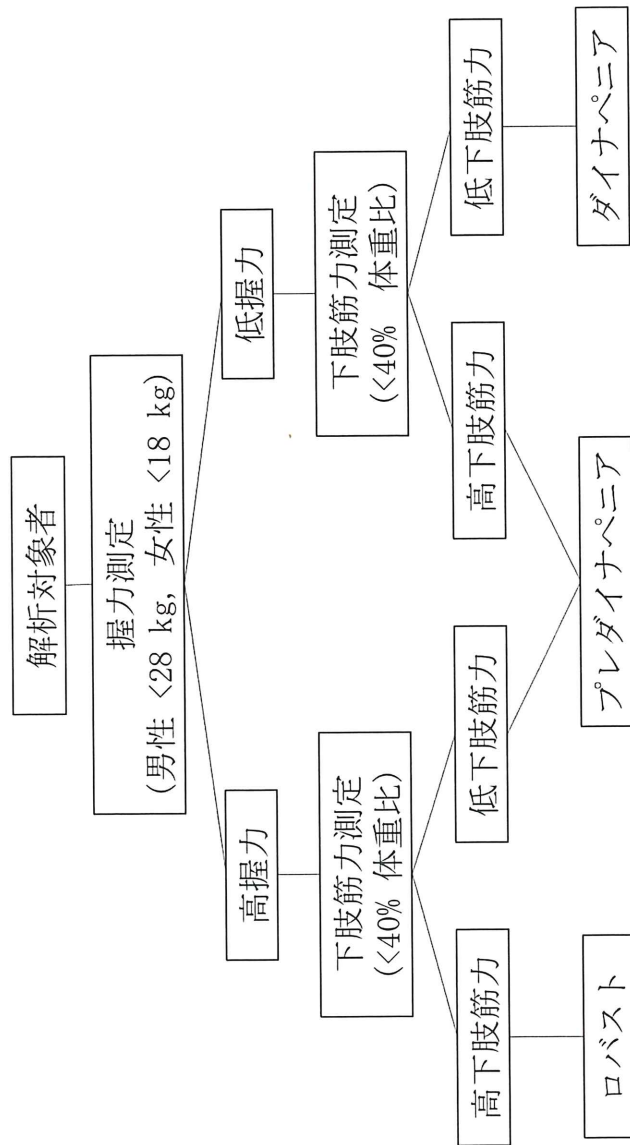 解析対象者
握力測定
(男性 <28 kg, 女性 <18 kg)
高握力
低握力
下肢筋力測定
(<40% 体重比)
下肢筋力測定
(<40% 体重比)
高下肢筋力
低下肢筋力
高下肢筋力
低下肢筋力
ロバスト
プレダイナペニア
ダイナペニア